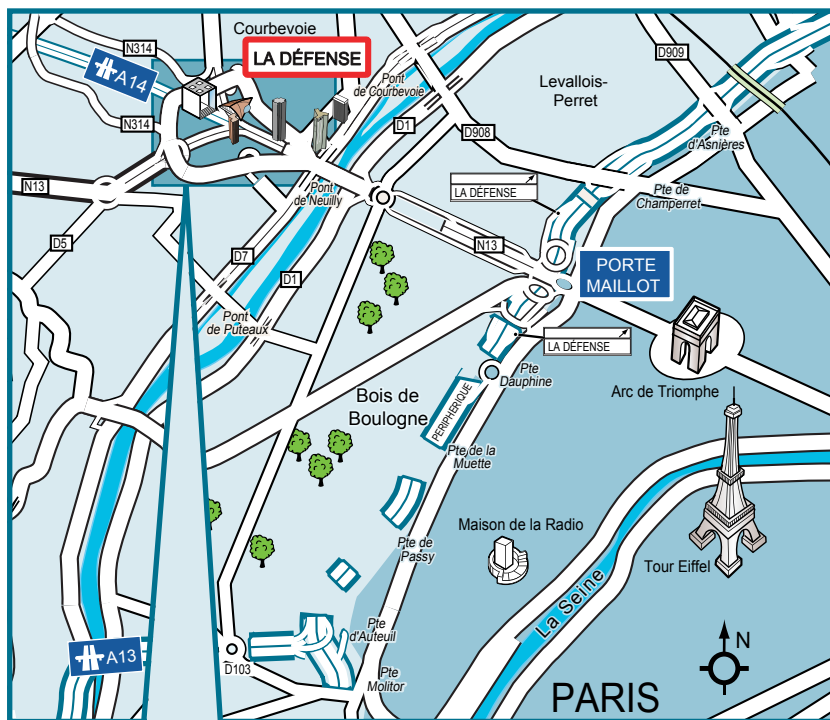 Courbevoie
N314
LA DÉFENSE
A14
N314
Pont
de Courbevoie
D1
D908
D909
Levallois-
Perret
Pte
d'Asnières
Pte de
Champerret
LA DÉFENSE
N13
Pont
de Neuilly
N13
PORTE
MAILLOT
D5
D7
D1
Pont
de Puteaux
LA DÉFENSE
Pte
Dauphine
Arc de Triomphe
Bois de
Boulogne
PERIPHERIQUE
Pte de la
Muette
Maison de la Radio
Pte de
Passy
Tour Eiffel
La Seine
Pte
d'Auteuil
A13
D103
Pte
Molitor
N
PARIS